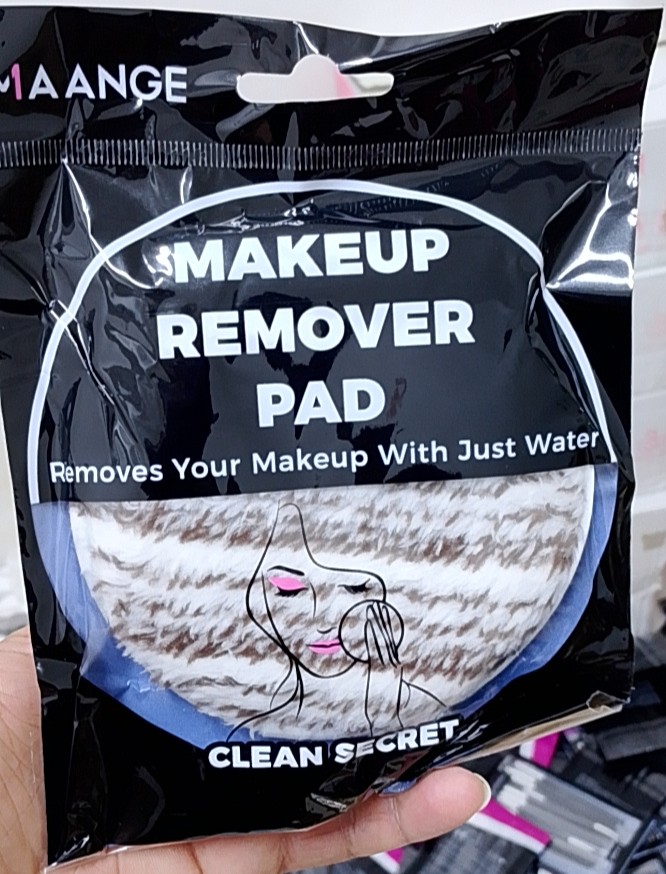 MAANGE
MAKEUP
REMOVER
PAD
Removes Your Makeup With Just Water
CLEAN SECRET